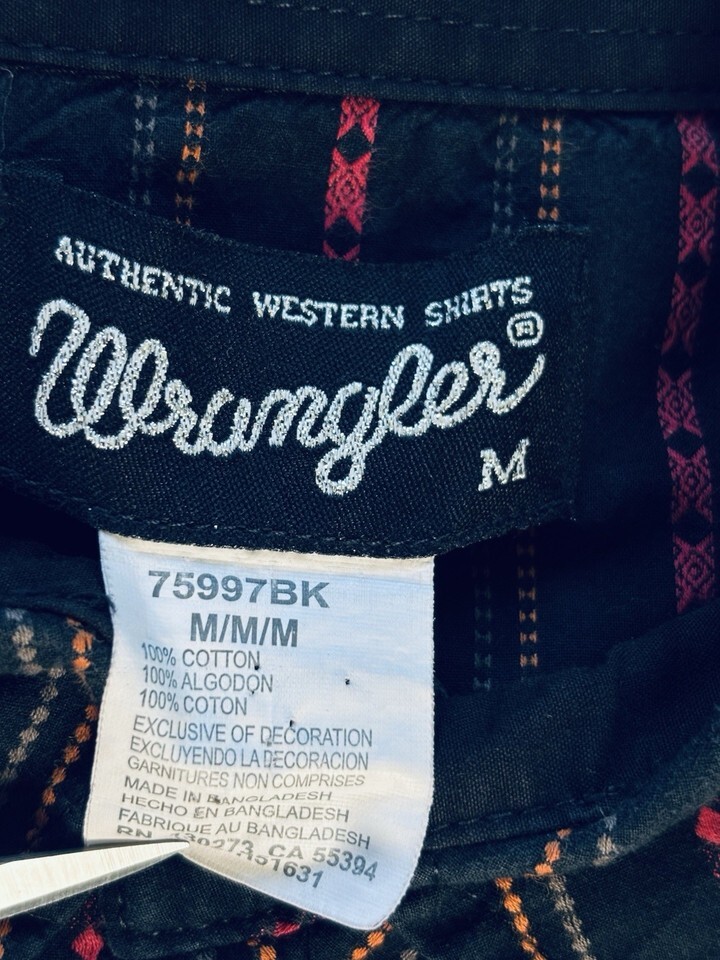 AUTHENTIC WESTERN SHIRTS
Wrangler®
M
75997BK
M/M/M
100% COTTON
100% ALGODON
100% COTON
EXCLUSIVE OF DECORATION
EXCLUYENDO LA DECORACION
GARNITURES NON COMPRISES
MADE IN BANGLADESH
HECHO EN BANGLADESH
FABRIQUE AU BANGLADESH
RN CA 55394